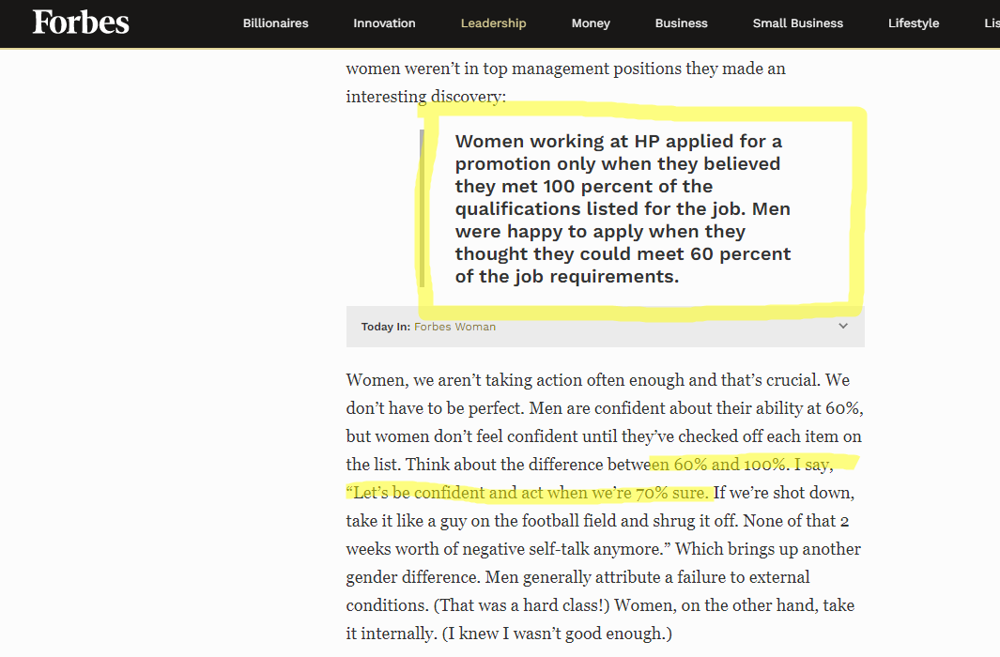 Forbes
Billionaires Innovation Leadership Money Business Small Business Lifestyle Lis
women weren’t in top management positions they made an
interesting discovery:
Women working at HP applied for a
promotion only when they believed
they met 100 percent of the
qualifications listed for the job. Men
were happy to apply when they
thought they could meet 60 percent
of the job requirements.
Today In: Forbes Woman
Women, we aren’t taking action often enough and that’s crucial. We
don’t have to be perfect. Men are confident about their ability at 60%,
but women don’t feel confident until they’ve checked off each item on
the list. Think about the difference between 60% and 100%. I say,
“Let’s be confident and act when we’re 70% sure. If we’re shot down,
take it like a guy on the football field and shrug it off. None of that 2
weeks worth of negative self-talk anymore.” Which brings up another
gender difference. Men generally attribute a failure to external
conditions. (That was a hard class!) Women, on the other hand, take
it internally. (I knew I wasn’t good enough.)